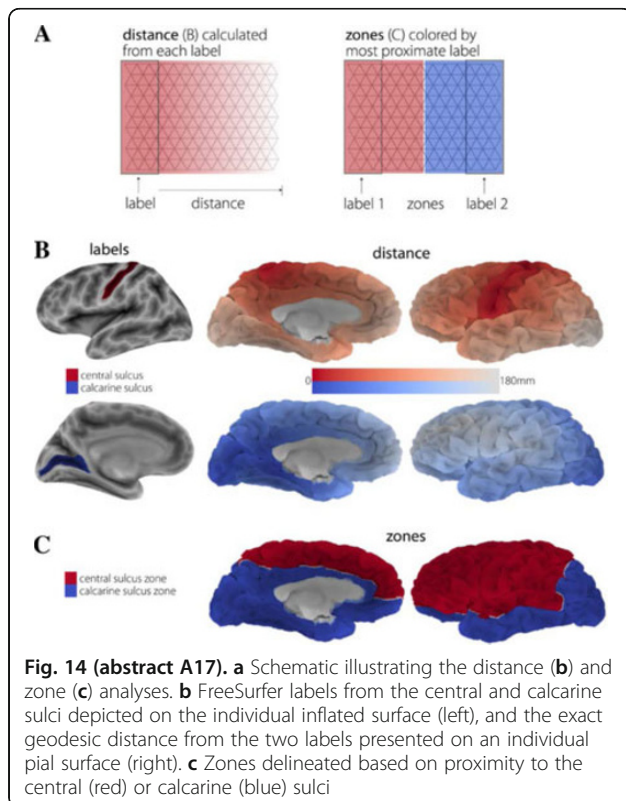 A
distance (B) calculated
from each label
zones (C) colored by
most proximate label
label
distance
label 1
zones
label 2
B
labels
distance
central sulcus
calcarine sulcus
0
180mm
C
zones
central sulcus zone
calcarine sulcus zone
Fig. 14 (abstract A17). a Schematic illustrating the distance (b) and
zone (c) analyses. b FreeSurfer labels from the central and calcarine
sulci depicted on the individual inflated surface (left), and the exact
geodesic distance from the two labels presented on an individual
pial surface (right). c Zones delineated based on proximity to the
central (red) or calcarine (blue) sulci